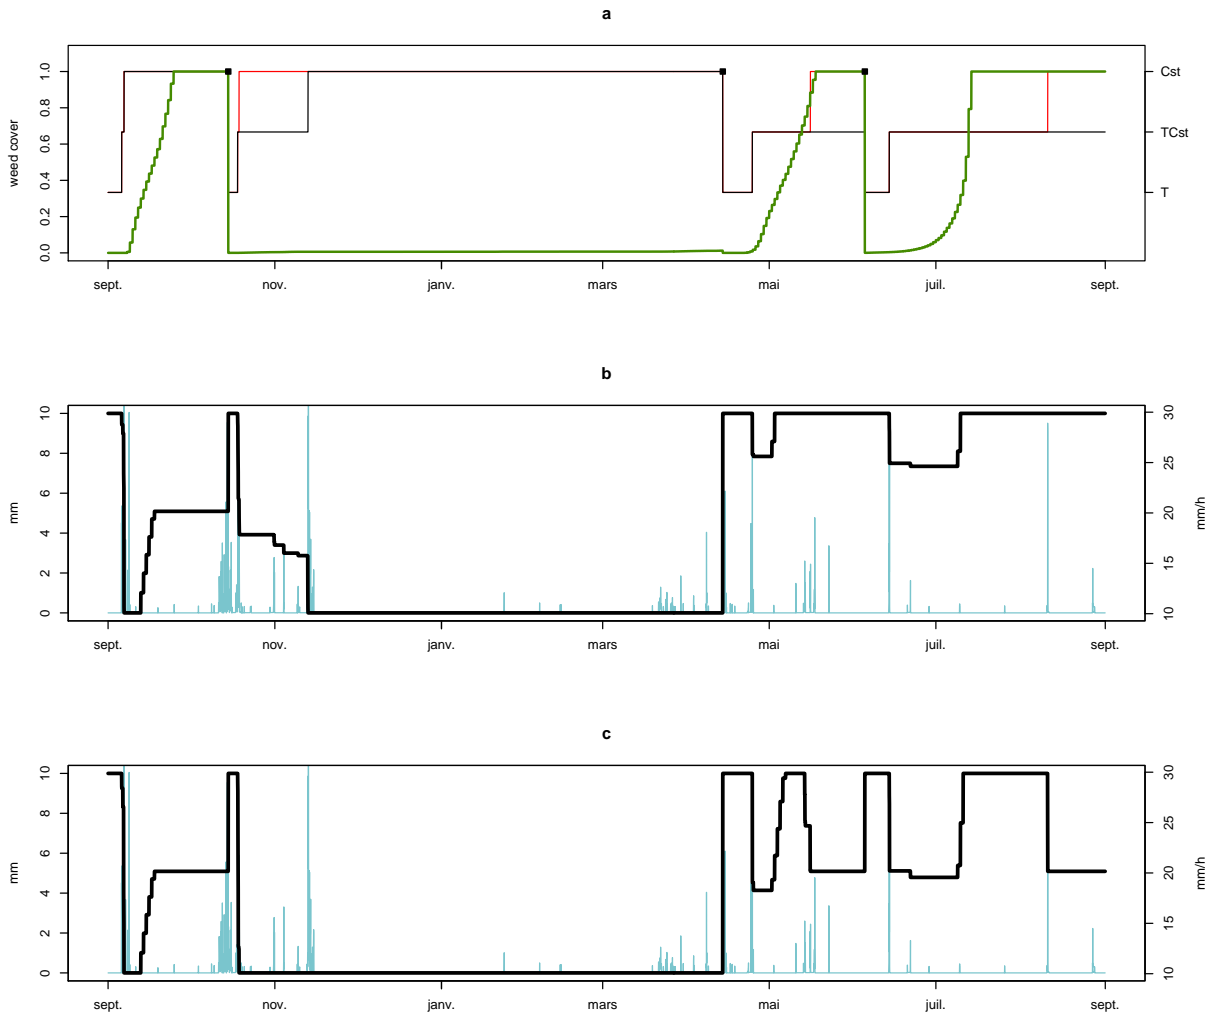 a
weed cover
0.0 0.2 0.4 0.6 0.8 1.0
Cst
TCst
T
sept. nov. janv. mars mai juil. sept.
b
mm
0 2 4 6 8 10
10 15 20 25 30
mm/h
sept. nov. janv. mars mai juil. sept.
c
mm
0 2 4 6 8 10
10 15 20 25 30
mm/h
sept. nov. janv. mars mai juil. sept.